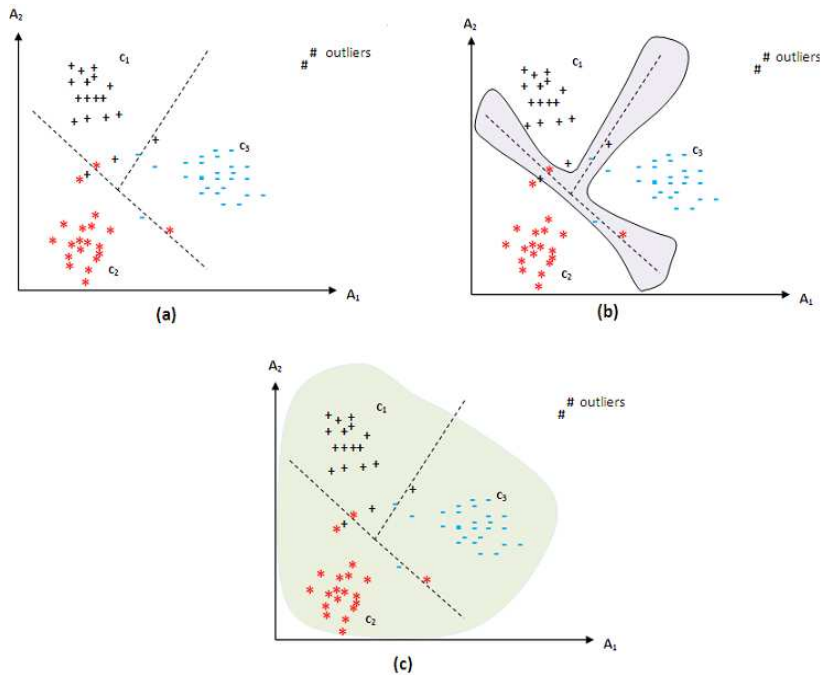 A2
C1
# outliers
#
C3
C2
A1
(a)
A2
C1
# outliers
#
C3
C2
A1
(b)
A2
C1
# outliers
#
C3
C2
A1
(c)